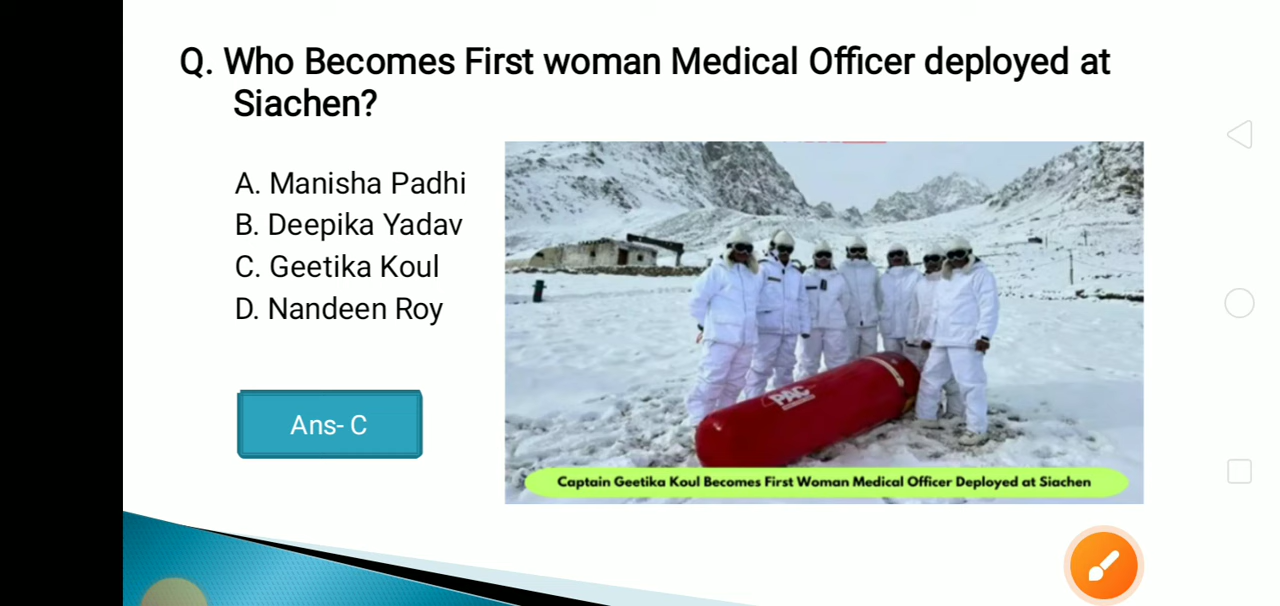 Q. Who Becomes First woman Medical Officer deployed at
Siachen?
A. Manisha Padhi
B. Deepika Yadav
C. Geetika Koul
D. Nandeen Roy
Ans- C
PAC
Captain Geetika Koul Becomes First Woman Medical Officer Deployed at Siachen